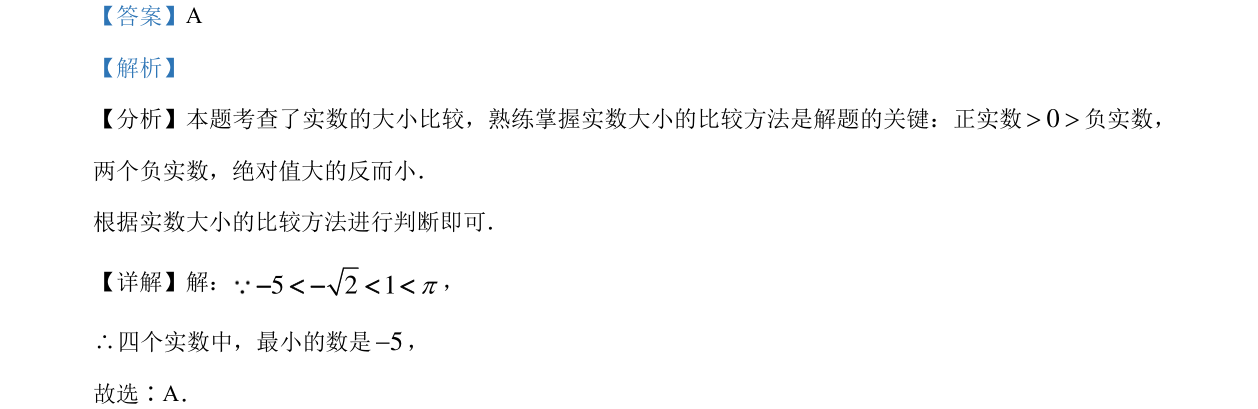 【答案】A
【解析】
【分析】本题考查了实数的大小比较，熟练掌握实数大小的比较方法是解题的关键：正实数＞0＞负实数，
两个负实数，绝对值大的反而小．
根据实数大小的比较方法进行判断即可．
【详解】解：∵−5＜−√2＜1＜π，
∴四个实数中，最小的数是−5，
故选∶A．